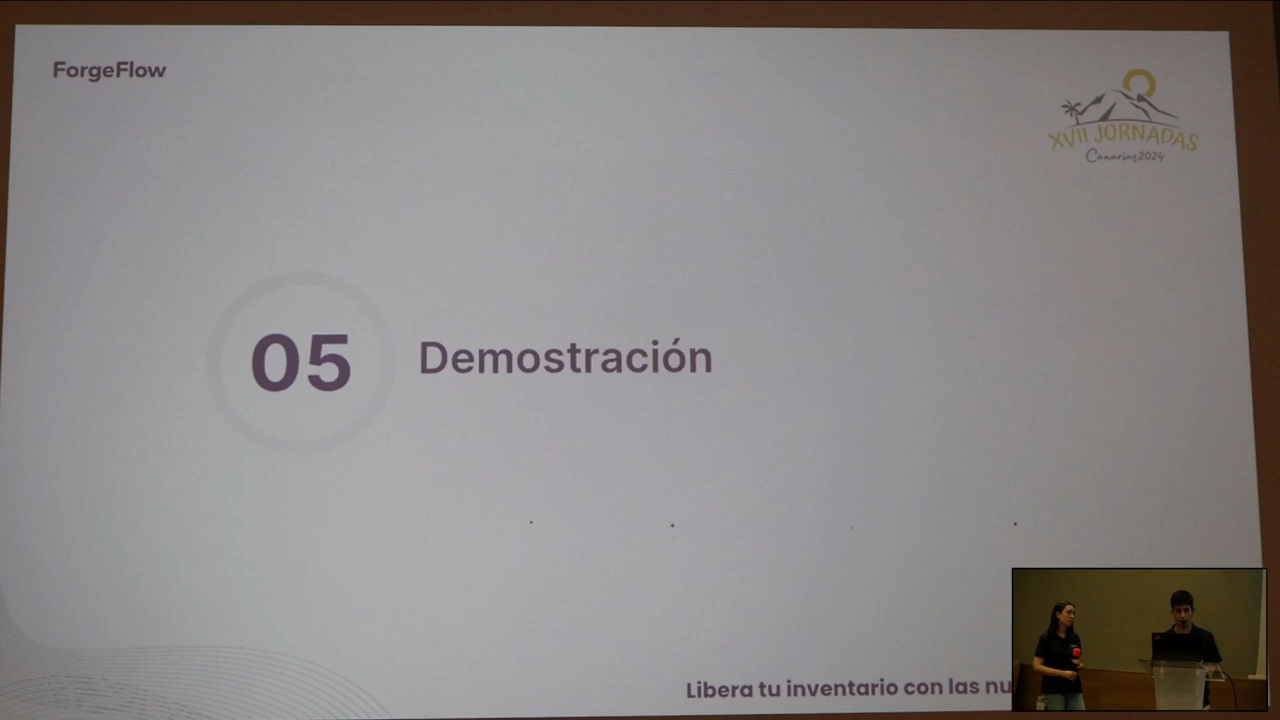 ForgeFlow
XVII JORNADAS
Canarias2024
05
Demostración
Libera tu inventario con las nu